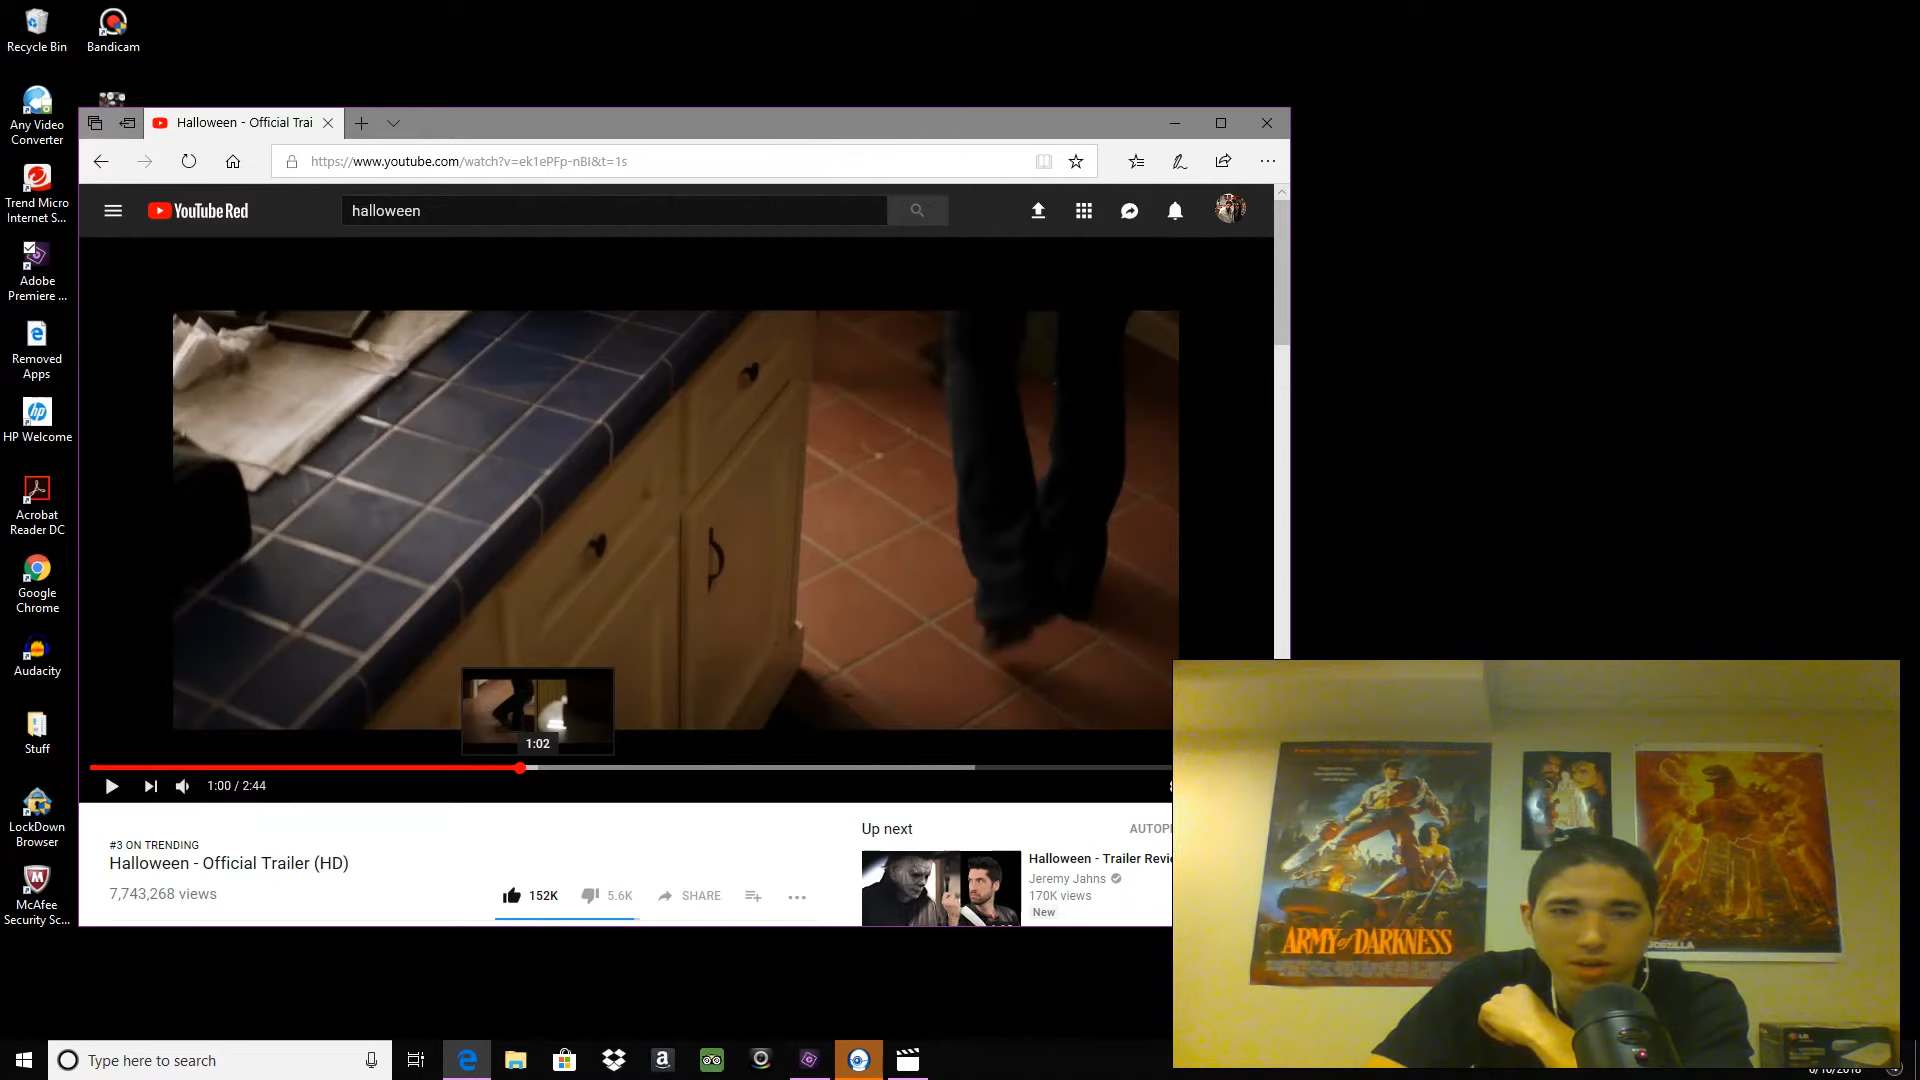 Recycle Bin
Bandicam
Any Video
Converter
Trend Micro
Internet S...
Adobe
Premiere ...
Removed
Apps
HP Welcome
Acrobat
Reader DC
Google
Chrome
Audacity
Stuff
LockDown
Browser
McAfee
Security Sc...
Halloween - Official Trai
https://www.youtube.com/watch?v=ek1ePFp-nBI&t=1s
YouTube Red
halloween
1:02
1:00 / 2:44
#3 ON TRENDING
Halloween - Official Trailer (HD)
7,743,268 views
152K
5.6K
SHARE
Up next
AUTOP
Halloween - Trailer Revi
Jeremy Jahns
170K views
New
ARMY of DARKNESS
GODZILLA
Type here to search
6/10/2018